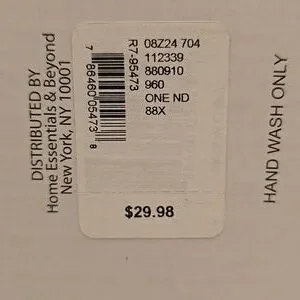 DISTRIBUTED BY
Home Essentials & Beyond
New York, NY 10001
7 86460 05473 8
R7-95473
08Z24 704
112339
880910
960
ONE ND
88X
$29.98
HAND WASH ONLY